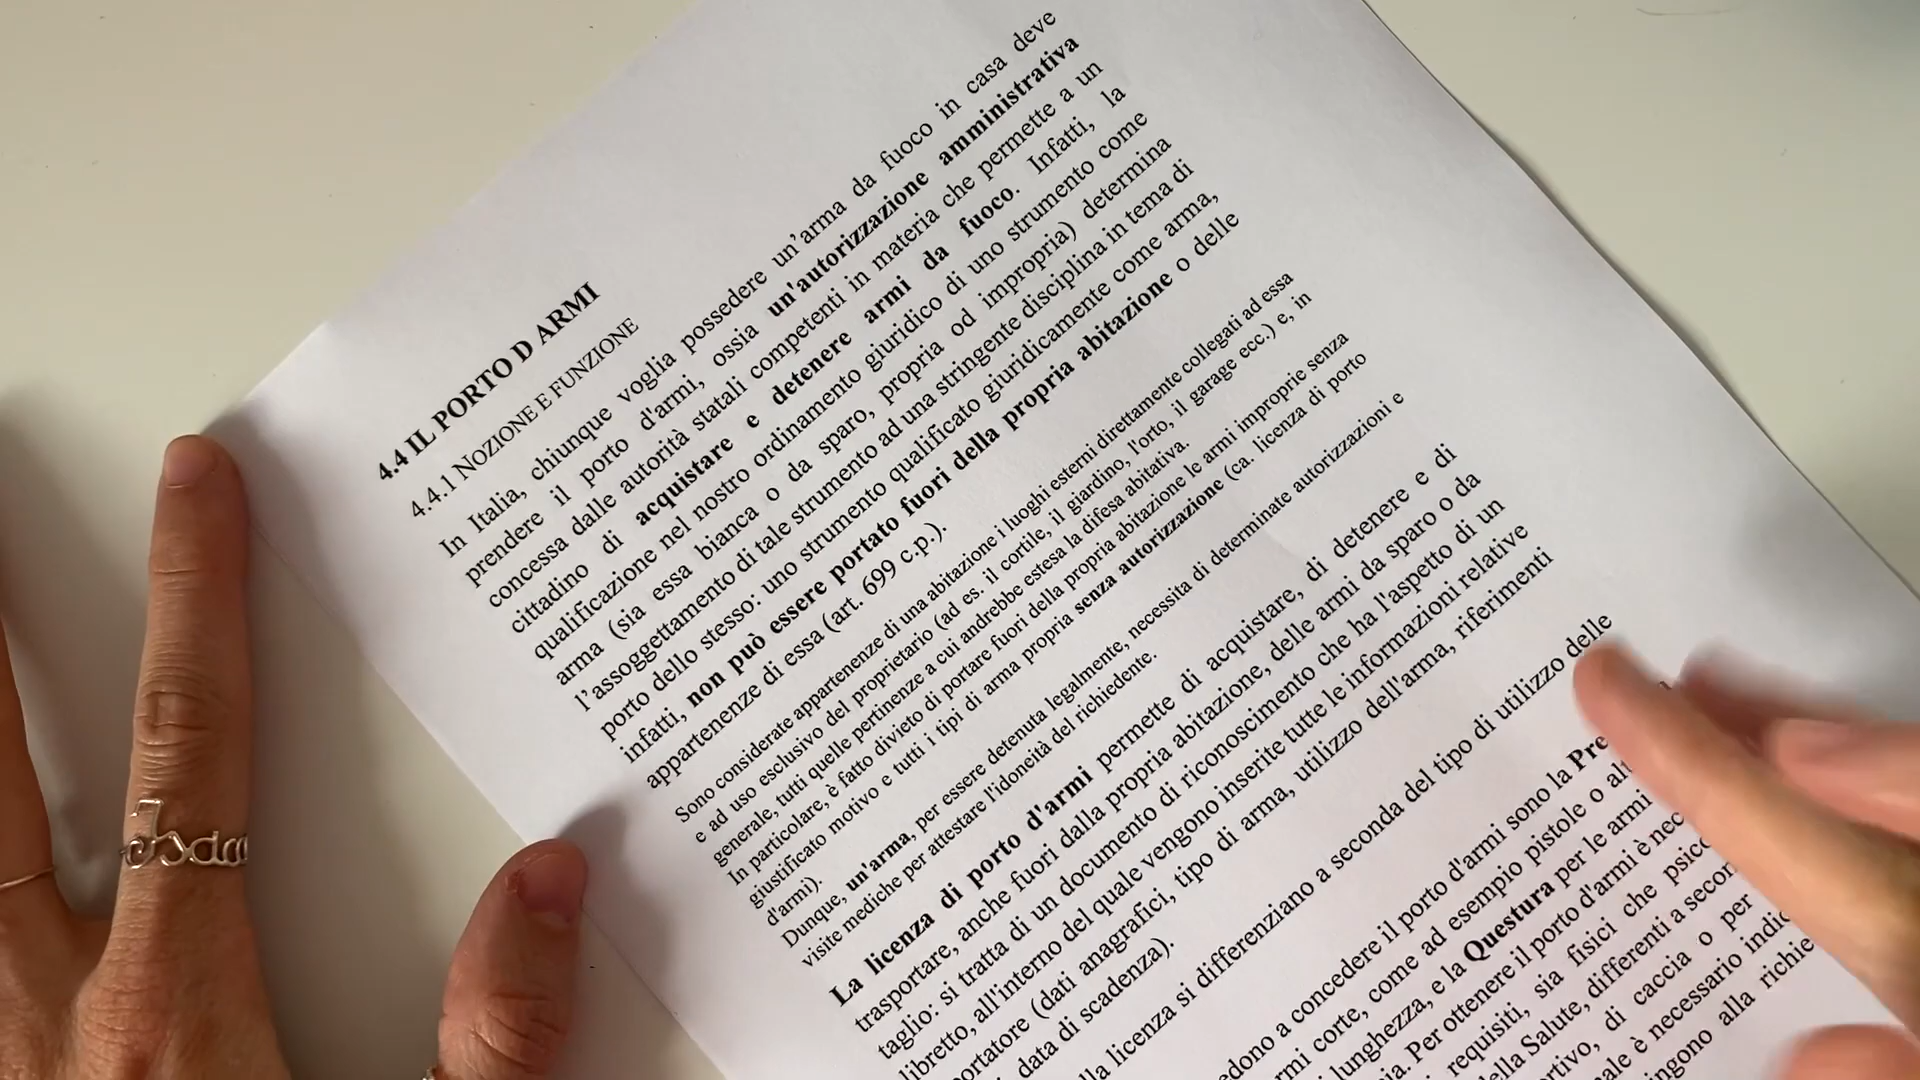 4.4 IL PORTO D ARMI
4.4.1 NOZIONE E FUNZIONE
In Italia, chiunque voglia possedere un'arma da fuoco in casa deve
prendere il porto d'armi, ossia un'autorizzazione amministrativa
concessa dalle autorità statali competenti in materia che permette a un
cittadino di acquistare e detenere armi da fuoco. Infatti, la
qualificazione nel nostro ordinamento giuridico di uno strumento come
arma (sia essa bianca o da sparo, propria od impropria) determina
l'assoggettamento di tale strumento ad una stringente disciplina in tema di
porto dello stesso: uno strumento qualificato giuridicamente come arma,
infatti, non può essere portato fuori della propria abitazione o delle
appartenenze di essa (art. 699 c.p.).
Sono considerate appartenenze di una abitazione i luoghi esterni direttamente collegati ad essa
e ad uso esclusivo del proprietario (ad es. il cortile, il giardino, l'orto, il garage ecc.) e, in
generale, tutti quelle pertinenze a cui andrebbe estesa la difesa abitativa.
In particolare, è fatto divieto di portare fuori della propria abitazione le armi improprie senza
giustificato motivo e tutti i tipi di arma propria senza autorizzazione (ca. licenza di porto
d'armi).
Dunque, un'arma, per essere detenuta legalmente, necessita di determinate autorizzazioni e
visite mediche per attestare l'idoneità del richiedente.
La licenza di porto d'armi permette di acquistare, di detenere e di
trasportare, anche fuori dalla propria abitazione, delle armi da sparo o da
taglio: si tratta di un documento di riconoscimento che ha l'aspetto di un
libretto, all'interno del quale vengono inserite tutte le informazioni relative
portatore (dati anagrafici, tipo di arma, utilizzo dell'arma, riferimenti
data di scadenza).
la licenza si differenziano a seconda del tipo di utilizzo delle
a concedere il porto d'armi sono la
corte, come ad esempio pistole o
lunghezza, e la Questura per le armi
Per ottenere il porto d'armi è
requisiti, sia fisici che
della Salute, differenti a
di caccia o per
è necessario
alla